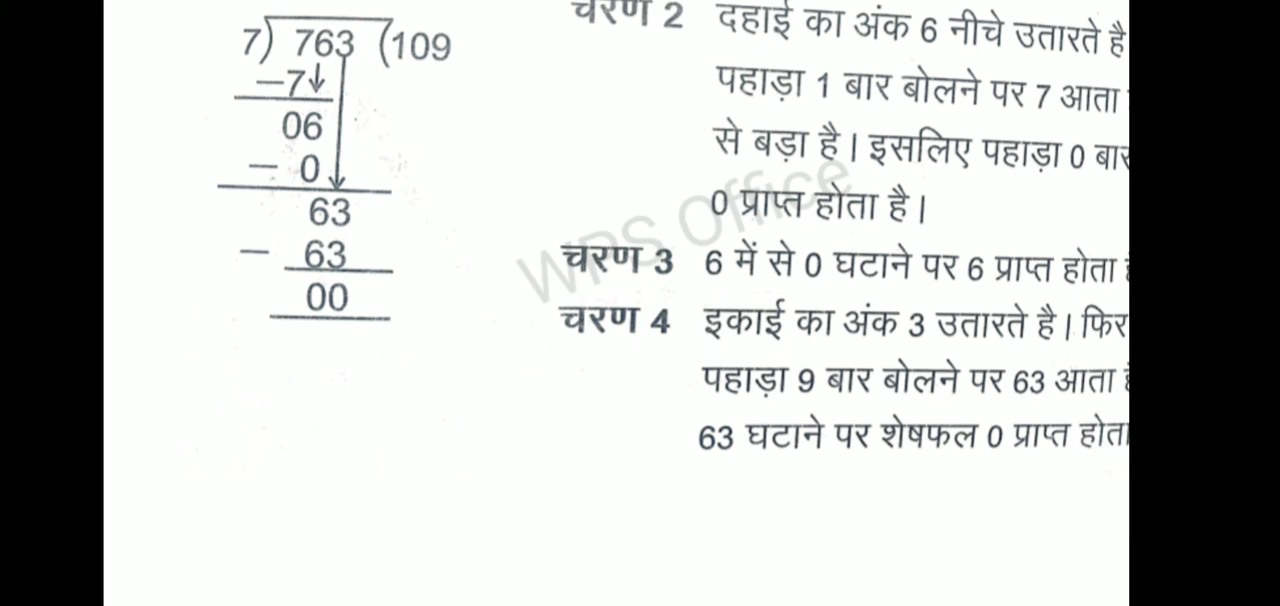 7) 763 (109
−7↓
06
− 0
63
− 63
00
चरण 2 दहाई का अंक 6 नीचे उतारते है
पहाड़ा 1 बार बोलने पर 7 आता
से बड़ा है। इसलिए पहाड़ा 0 बार
0 प्राप्त होता है।
चरण 3 6 में से 0 घटाने पर 6 प्राप्त होता
चरण 4 इकाई का अंक 3 उतारते है। फिर
पहाड़ा 9 बार बोलने पर 63 आता
63 घटाने पर शेषफल 0 प्राप्त होता
WPS Office